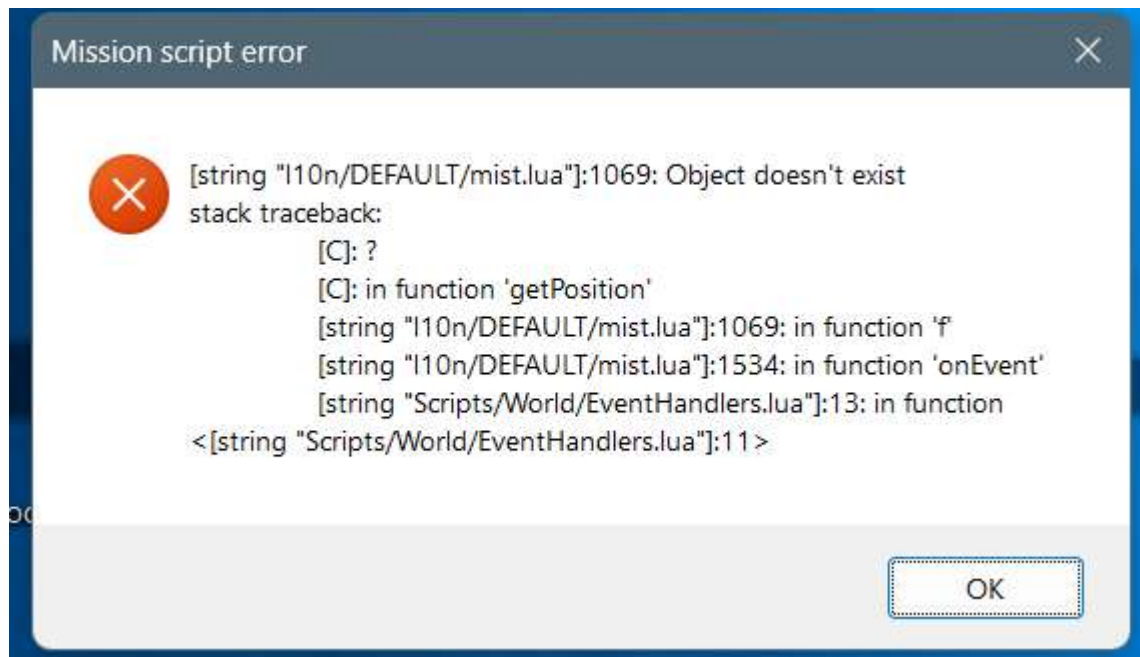 Mission script error
[string "l10n/DEFAULT/mist.lua"]:1069: Object doesn't exist
stack traceback:
[C]: ?
[C]: in function 'getPosition'
[string "l10n/DEFAULT/mist.lua"]:1069: in function 'f'
[string "l10n/DEFAULT/mist.lua"]:1534: in function 'onEvent'
[string "Scripts/World/EventHandlers.lua"]:13: in function
<[string "Scripts/World/EventHandlers.lua"]:11>
OK